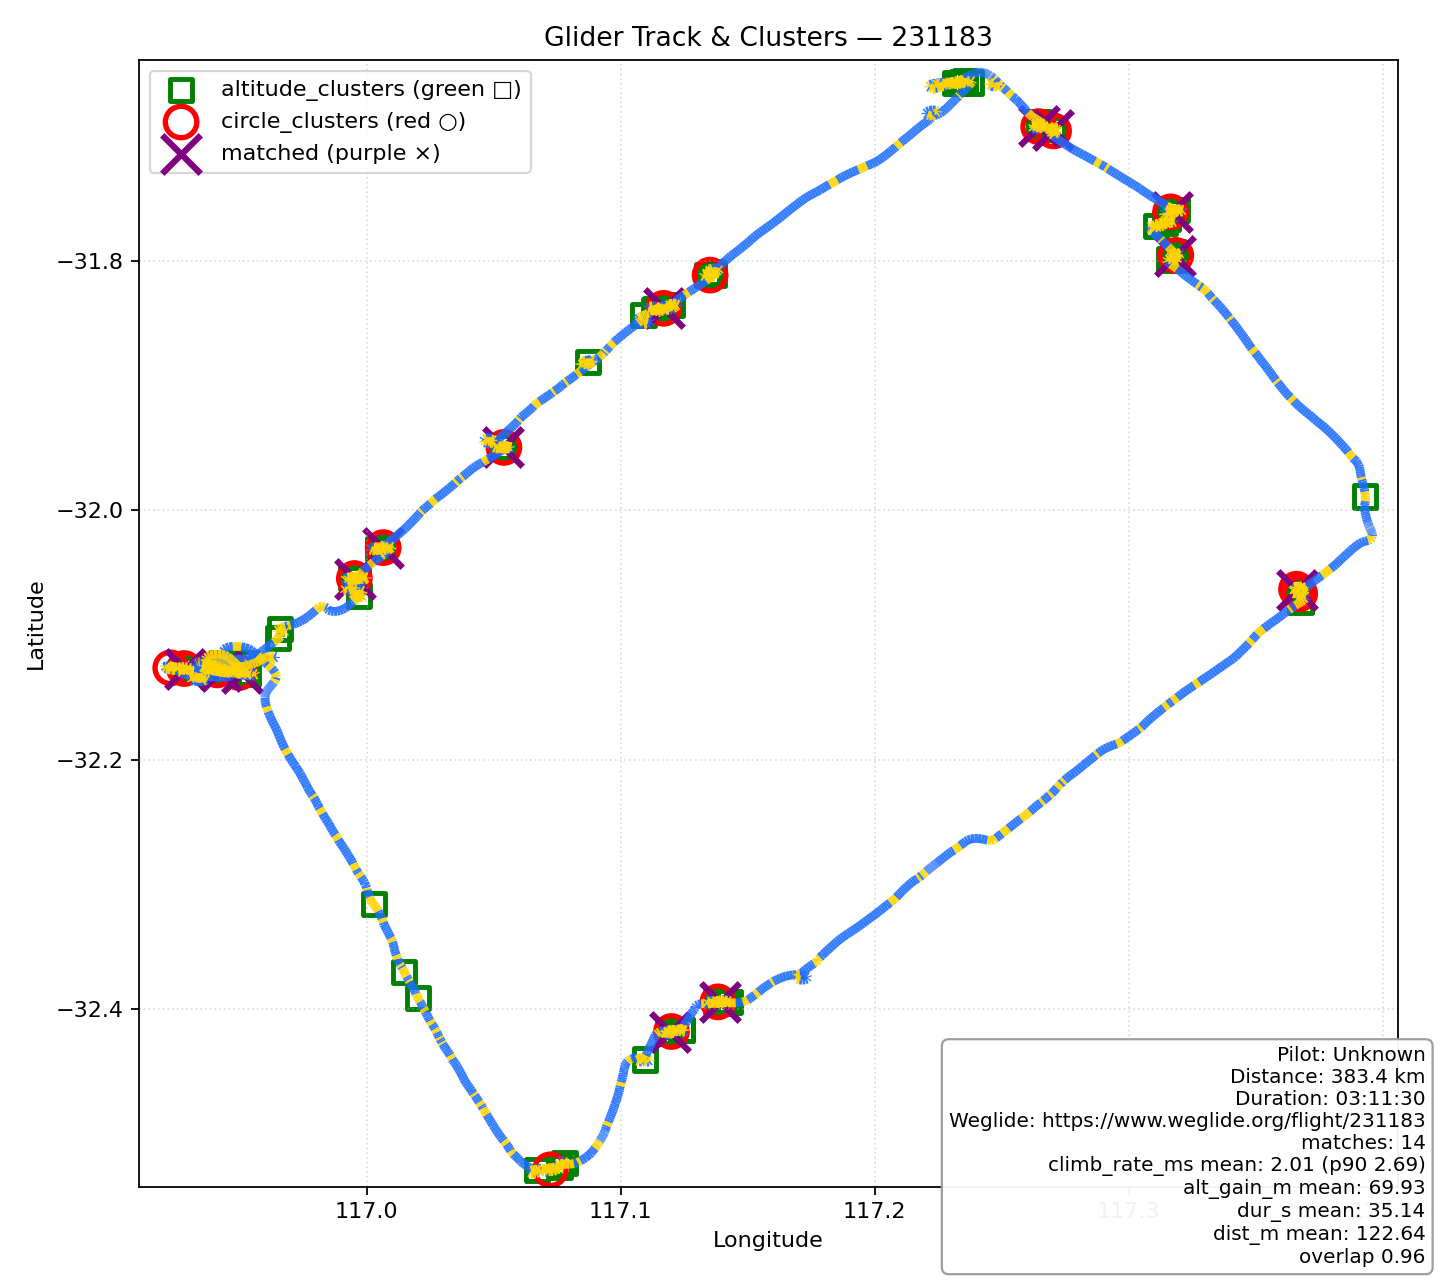 Glider Track & Clusters — 231183
altitude_clusters (green □)
circle_clusters (red ○)
matched (purple ×)
Latitude
−31.8
−32.0
−32.2
−32.4
117.0
117.1
117.2
117.3
Longitude
Pilot: Unknown
Distance: 383.4 km
Duration: 03:11:30
Weglide: https://www.weglide.org/flight/231183
matches: 14
climb_rate_ms mean: 2.01 (p90 2.69)
alt_gain_m mean: 69.93
dur_s mean: 35.14
dist_m mean: 122.64
overlap 0.96